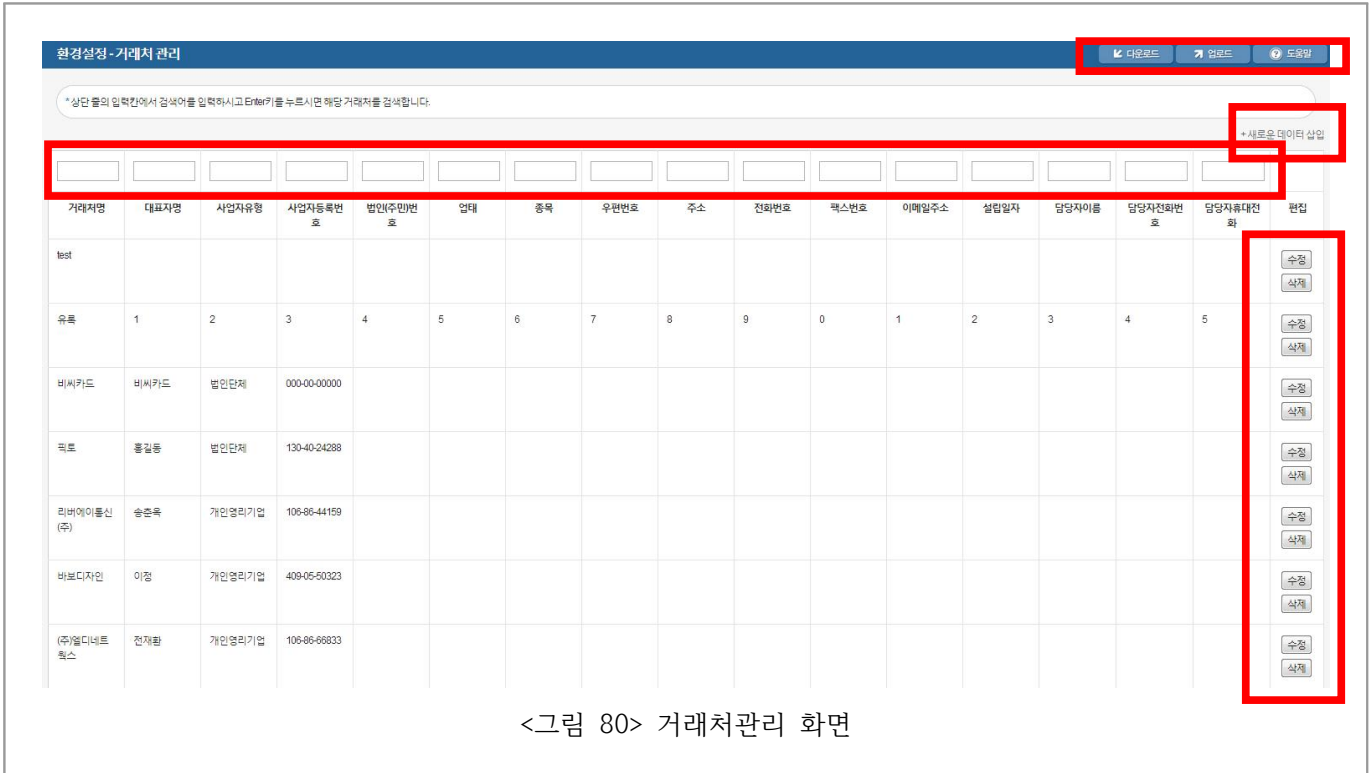 환경설정-거래처 관리
다운로드 업로드 도움말
*상단 줄의 입력칸에서 검색어를 입력하시고 Enter키를 누르시면 해당 거래처를 검색합니다.
+새로운 데이터 삽입
거래처명 대표자명 사업자유형 사업자등록번호 법인(주민)번호 업태 종목 우편번호 주소 전화번호 팩스번호 이메일주소 설립일자 담당자이름 담당자전화번호 담당자휴대전화 편집
test
수정
삭제
유록 1 2 3 4 5 6 7 8 9 0 1 2 3 4 5
수정
삭제
비씨카드 비씨카드 법인단체 000-00-00000
수정
삭제
픽토 홍길동 법인단체 130-40-24288
수정
삭제
리버에이통신
(주)
송춘옥 개인영리기업 106-86-44159
수정
삭제
바보디자인 이정 개인영리기업 409-05-50323
수정
삭제
(주)엘디네트
웍스
전재환 개인영리기업 106-86-66833
수정
삭제
<그림 80> 거래처관리 화면